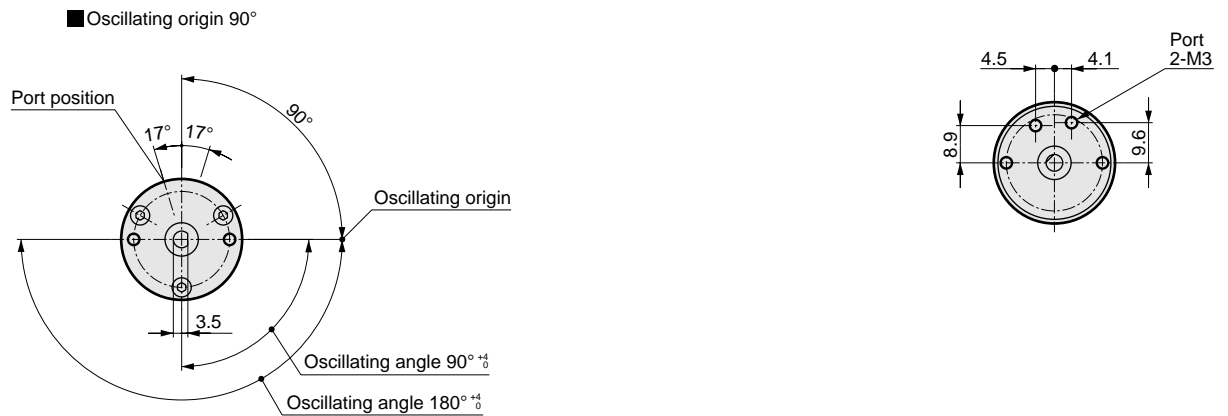 ■Oscillating origin 90°
Port position
17°
17°
90°
Oscillating origin
3.5
Oscillating angle 90° +4 0
Oscillating angle 180° +4 0
Port
2-M3
4.5
4.1
8.9
9.6